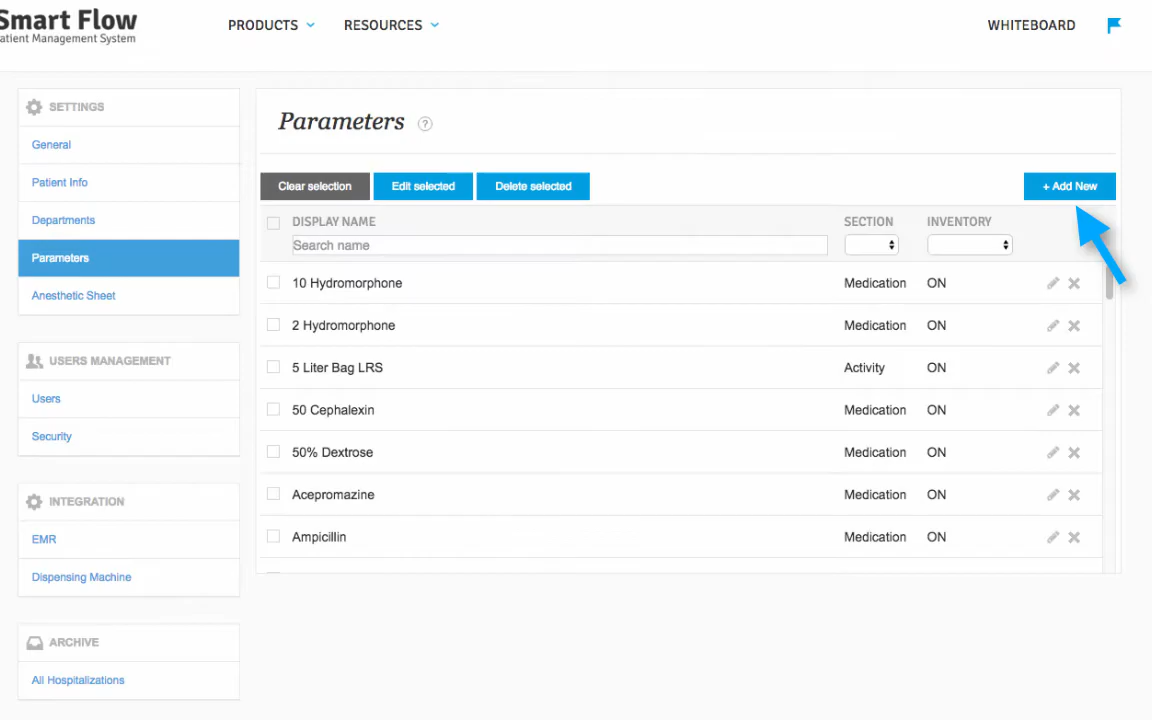 Smart Flow
atient Management System
PRODUCTS
RESOURCES
WHITEBOARD
SETTINGS
General
Patient Info
Departments
Parameters
Anesthetic Sheet
USERS MANAGEMENT
Users
Security
INTEGRATION
EMR
Dispensing Machine
ARCHIVE
All Hospitalizations
Parameters ?
Clear selection Edit selected Delete selected + Add New
DISPLAY NAME SECTION INVENTORY
Search name
10 Hydromorphone Medication ON
2 Hydromorphone Medication ON
5 Liter Bag LRS Activity ON
50 Cephalexin Medication ON
50% Dextrose Medication ON
Acepromazine Medication ON
Ampicillin Medication ON